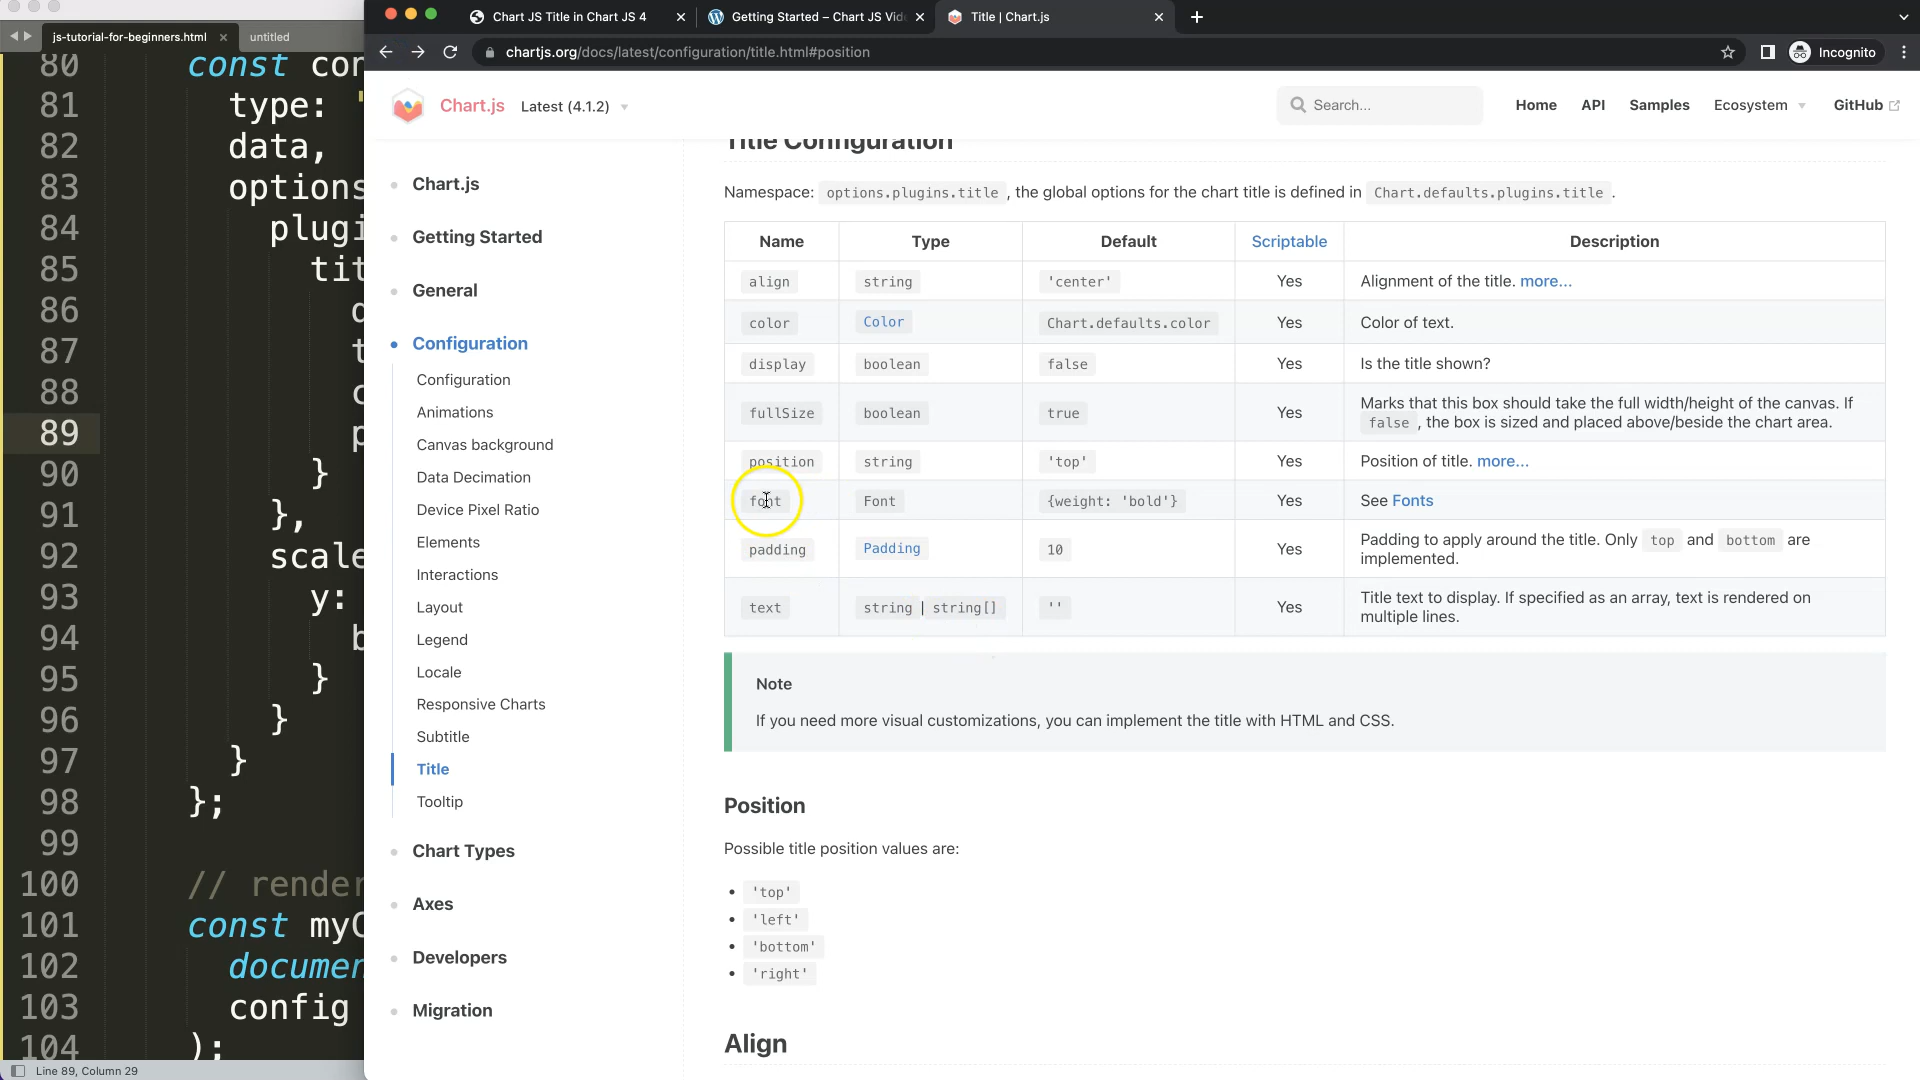 js-tutorial-for-beginners.html
untitled
80 const cor
81 type: '
82 data,
83 options
84 plugi
85 tit
86
87 t
88 c
89 p
90 }
91 },
92 scale
93 y:
94 b
95 }
96 }
97 }
98 };
99
100 // render
101 const myC
102 documen
103 config
104 );
Line 89, Column 29
Chart JS Title in Chart JS 4
Getting Started – Chart JS Vid
Title | Chart.js
chartjs.org/docs/latest/configuration/title.html#position
Incognito
Chart.js
Latest (4.1.2)
Search...
Home
API
Samples
Ecosystem
GitHub
Chart.js
Getting Started
General
Configuration
Configuration
Animations
Canvas background
Data Decimation
Device Pixel Ratio
Elements
Interactions
Layout
Legend
Locale
Responsive Charts
Subtitle
Title
Tooltip
Chart Types
Axes
Developers
Migration
Title Configuration
Namespace: options.plugins.title , the global options for the chart title is defined in Chart.defaults.plugins.title .
Name Type Default Scriptable Description
align string 'center' Yes Alignment of the title. more...
color Color Chart.defaults.color Yes Color of text.
display boolean false Yes Is the title shown?
fullSize boolean true Yes Marks that this box should take the full width/height of the canvas. If
false , the box is sized and placed above/beside the chart area.
position string 'top' Yes Position of title. more...
font Font {weight: 'bold'} Yes See Fonts
padding Padding 10 Yes Padding to apply around the title. Only top and bottom are
implemented.
text string | string[] '' Yes Title text to display. If specified as an array, text is rendered on
multiple lines.
Note
If you need more visual customizations, you can implement the title with HTML and CSS.
Position
Possible title position values are:
'top'
'left'
'bottom'
'right'
Align